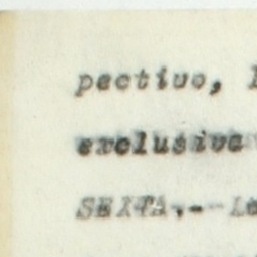 pectivo,
exclusiva
SEXTA.-